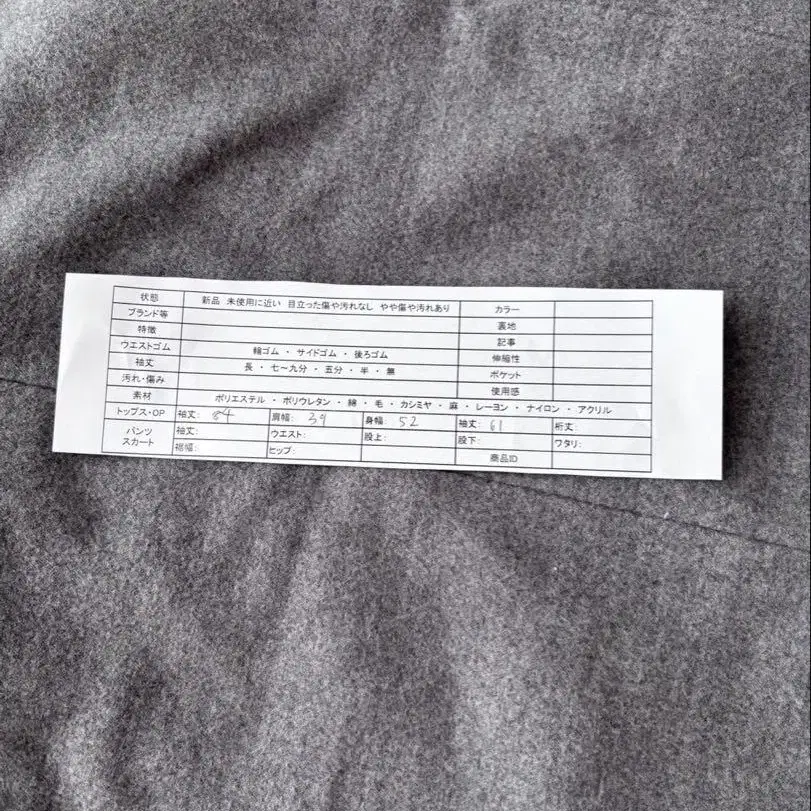 状態 新品 未使用に近い 目立った傷や汚れなし やや傷や汚れあり カラー
ブランド等 裏地
特徴 記事
ウエストゴム 輪ゴム ・ サイドゴム ・ 後ろゴム 伸縮性
袖丈 長 ・ 七~九分 ・ 五分 ・ 半 ・ 無 ポケット
汚れ・傷み 使用感
素材 ポリエステル ・ ポリウレタン ・ 綿 ・ 毛 ・ カシミヤ ・ 麻 ・ レーヨン ・ ナイロン ・ アクリル
トップス・OP 袖丈: 84 肩幅: 39 身幅: 52 袖丈: 61 裄丈:
パンツ スカート 袖丈: ウエスト: 股上: 股下: ワタリ:
裾幅: ヒップ: 商品ID